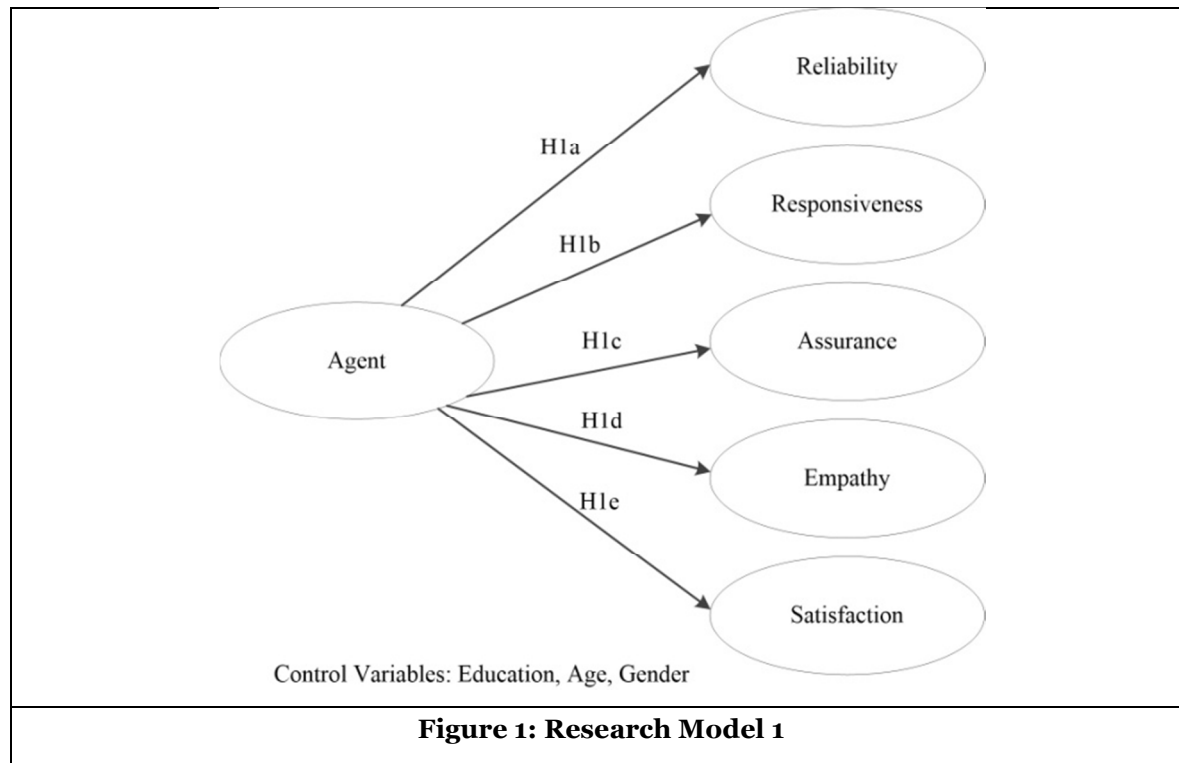 Reliability
H1a
Responsiveness
H1b
Agent
H1c
Assurance
H1d
Empathy
H1e
Satisfaction
Control Variables: Education, Age, Gender
Figure 1: Research Model 1